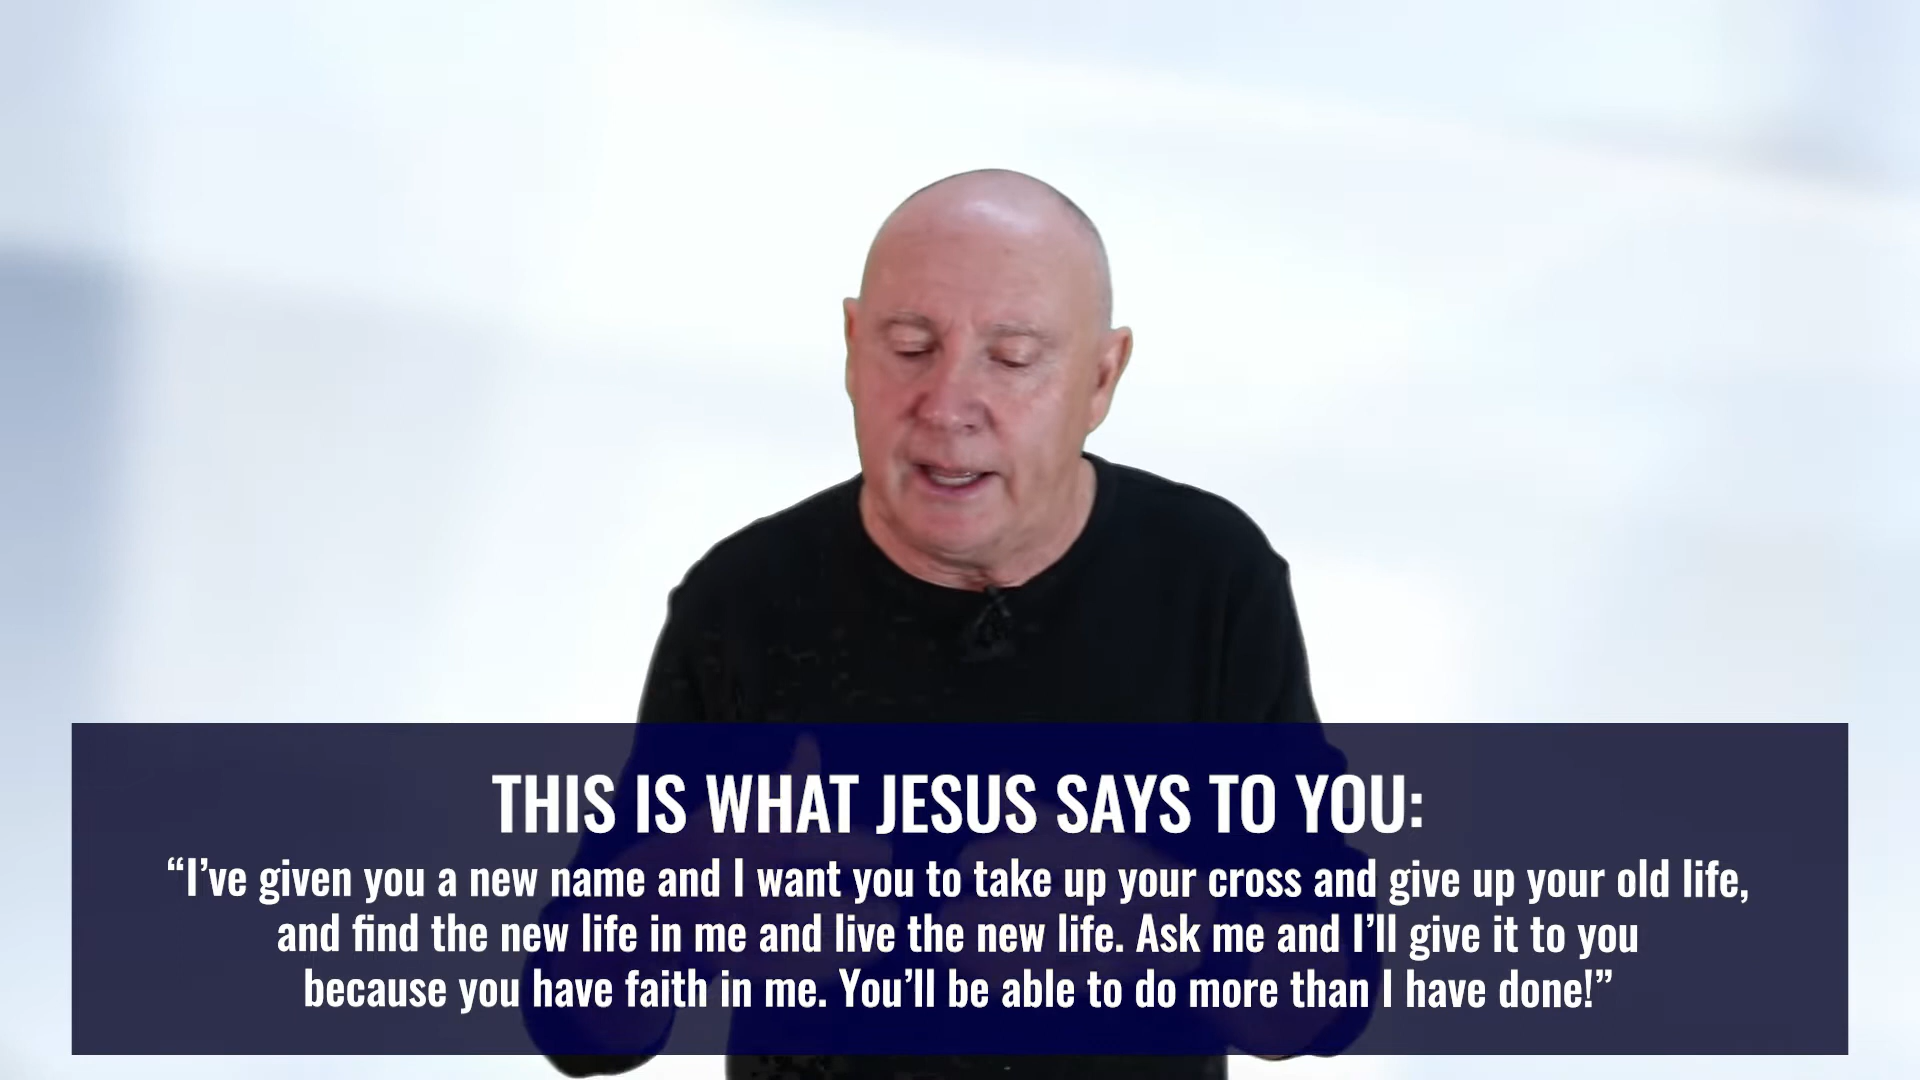 THIS IS WHAT JESUS SAYS TO YOU:
“I’ve given you a new name and I want you to take up your cross and give up your old life,
and find the new life in me and live the new life. Ask me and I’ll give it to you
because you have faith in me. You’ll be able to do more than I have done!”